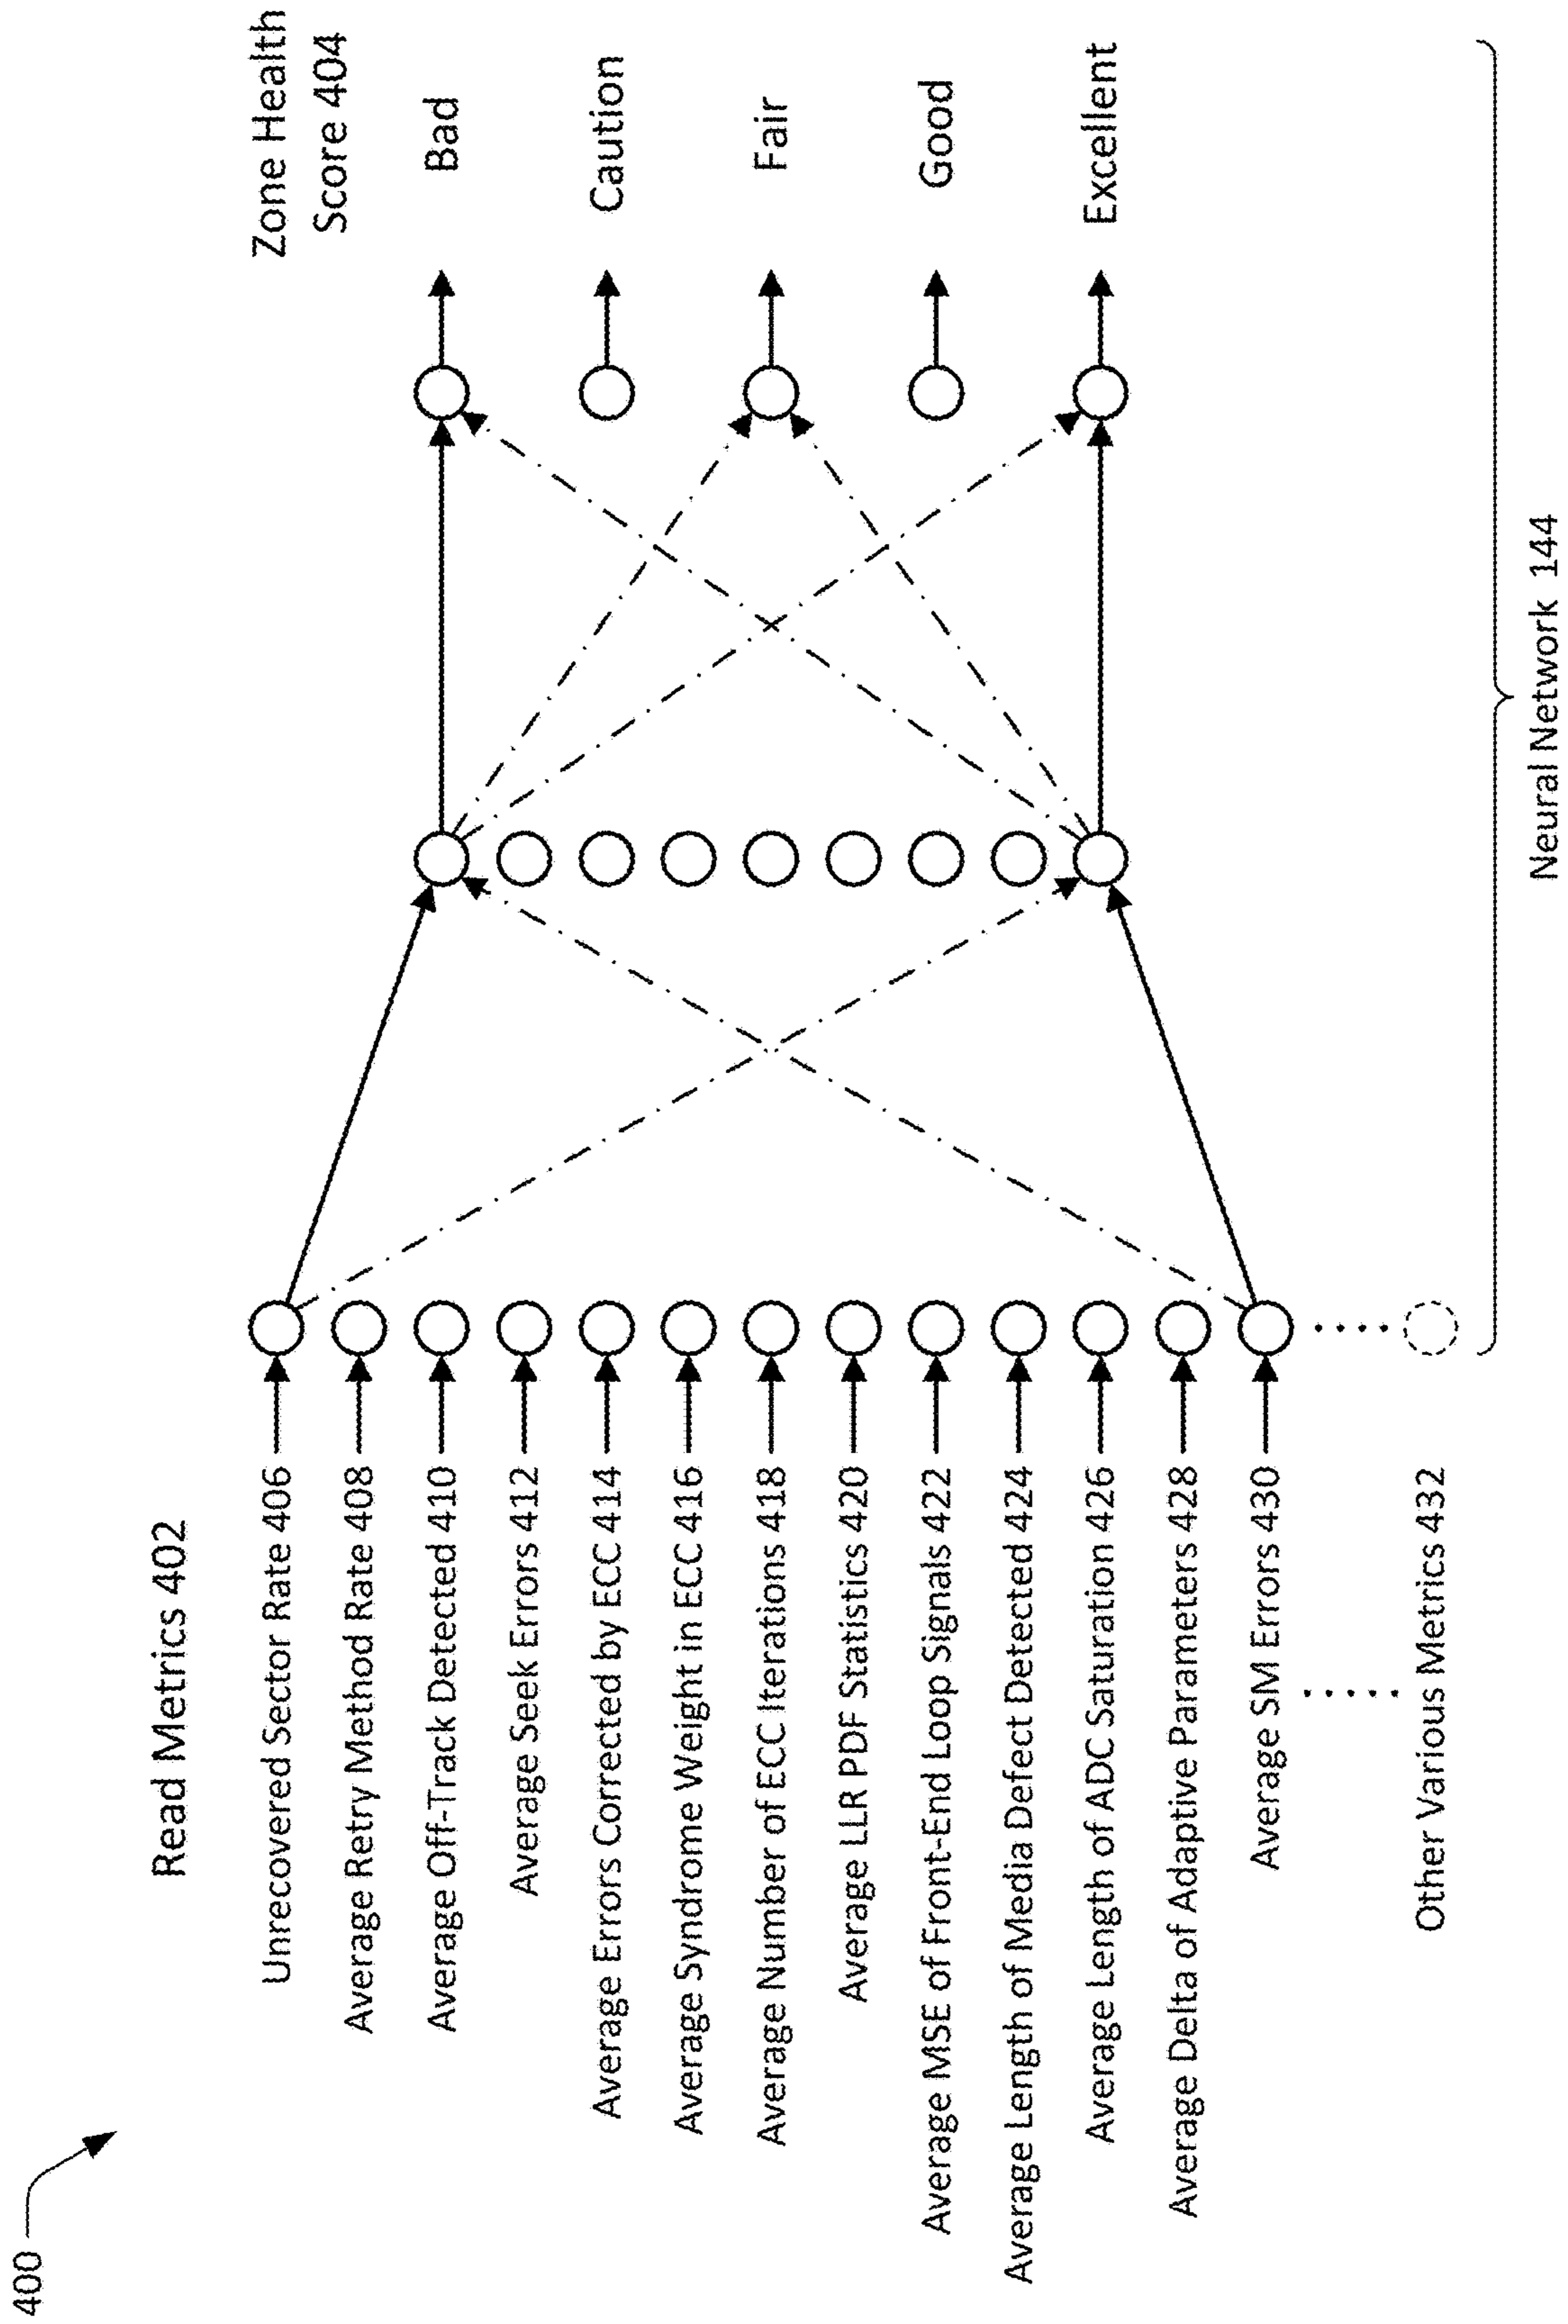 400
Read Metrics 402
Unrecovered Sector Rate 406
Average Retry Method Rate 408
Average Off-Track Detected 410
Average Seek Errors 412
Average Errors Corrected by ECC 414
Average Syndrome Weight in ECC 416
Average Number of ECC Iterations 418
Average LLR PDF Statistics 420
Average MSE of Front-End Loop Signals 422
Average Length of Media Defect Detected 424
Average Length of ADC Saturation 426
Average Delta of Adaptive Parameters 428
Average SM Errors 430
Other Various Metrics 432
Zone Health
Score 404
Bad
Caution
Fair
Good
Excellent
Neural Network 144